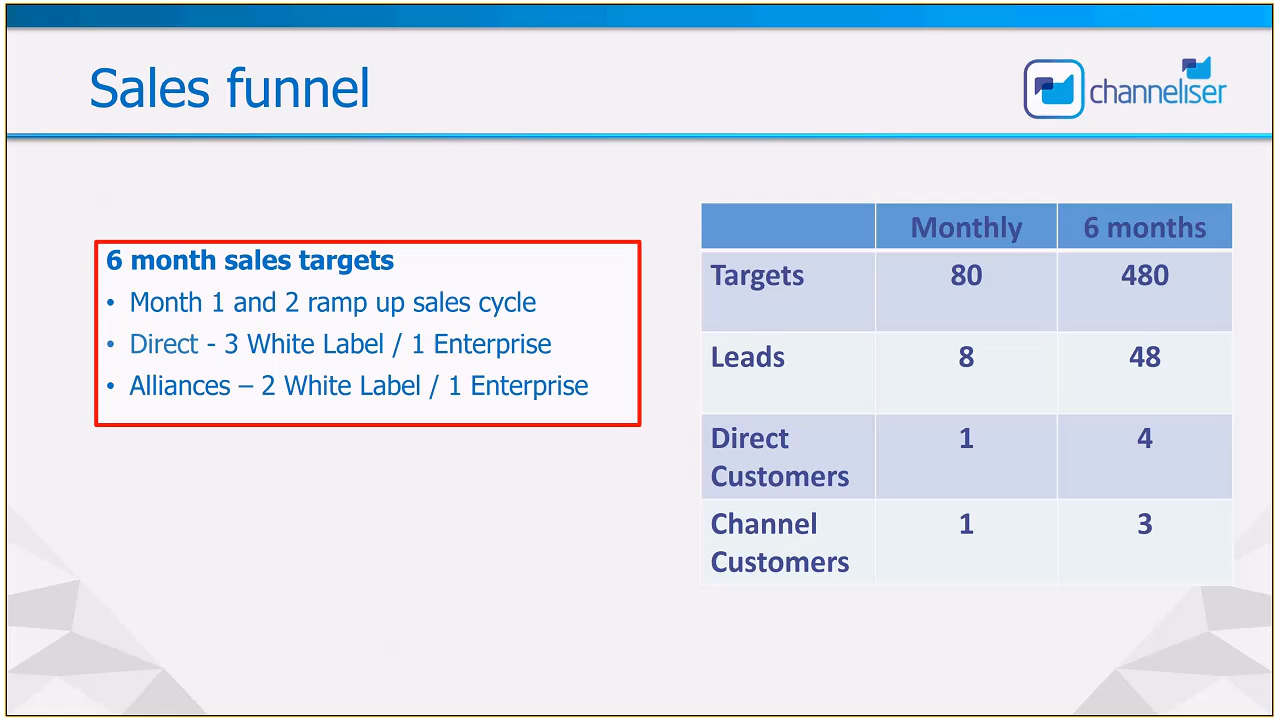 Sales funnel
channeliser
6 month sales targets
• Month 1 and 2 ramp up sales cycle
• Direct - 3 White Label / 1 Enterprise
• Alliances – 2 White Label / 1 Enterprise
Monthly 6 months
Targets 80 480
Leads 8 48
Direct 1 4
Customers
Channel 1 3
Customers